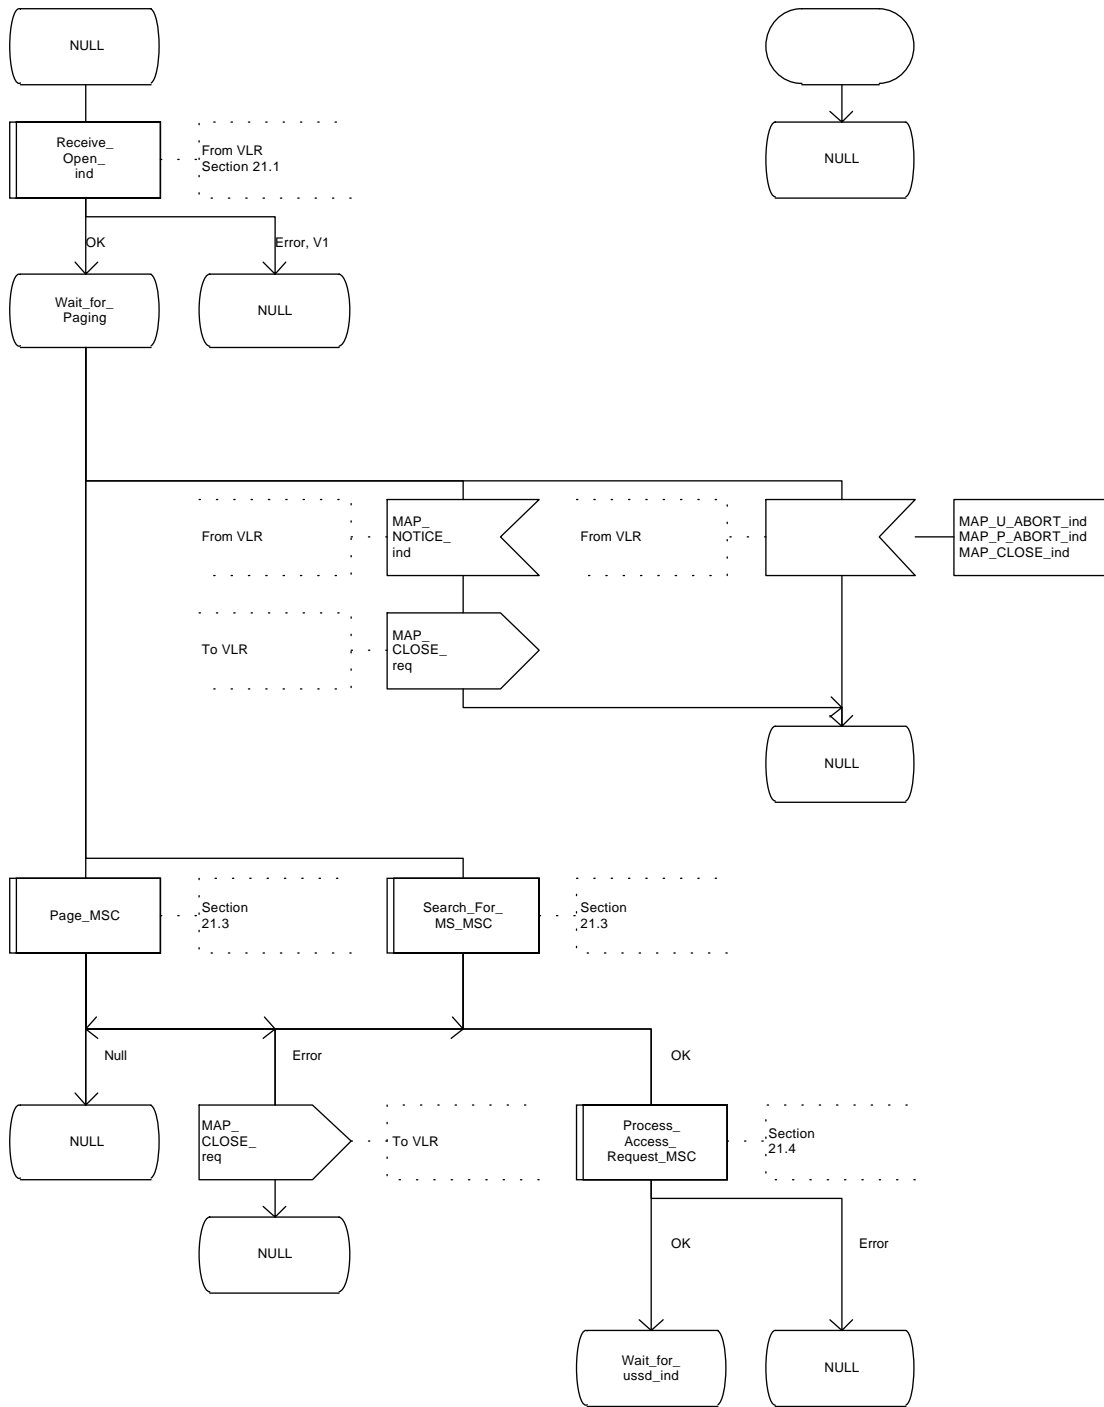 NULL
Receive_
Open_
ind
From VLR
Section 21.1
NULL
OK
Error, V1
Wait_for_
Paging
NULL
From VLR
MAP_
NOTICE_
ind
From VLR
MAP_U_ABORT_ind
MAP_P_ABORT_ind
MAP_CLOSE_ind
To VLR
MAP_
CLOSE_
req
NULL
Page_MSC
Section
21.3
Search_For_
MS_MSC
Section
21.3
Null
Error
OK
NULL
MAP_
CLOSE_
req
To VLR
Process_
Access_
Request_MSC
Section
21.4
NULL
OK
Error
Wait_for_
ussd_ind
NULL